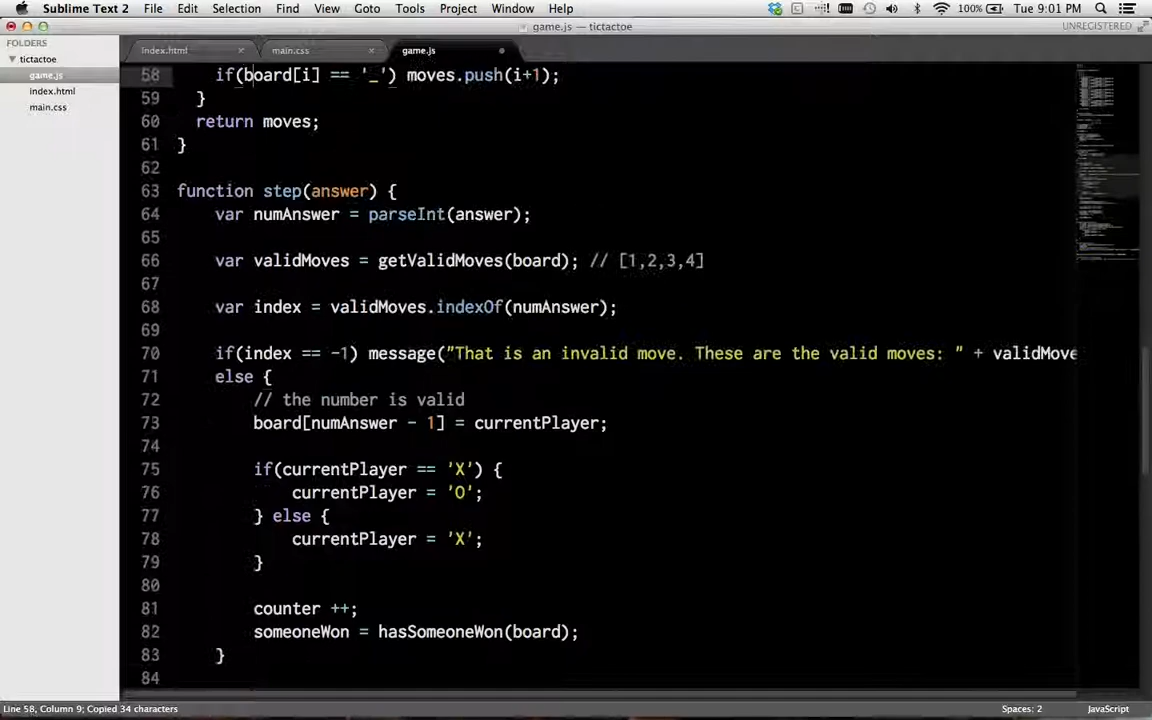 Sublime Text 2 File Edit Selection Find View Goto Tools Project Window Help 100% Tue 9:01 PM
game.js — tictactoe UNREGISTERED
FOLDERS
tictactoe
game.js
index.html
main.css
index.html main.css game.js
58 if(board[i] == '_') moves.push(i+1);
59 }
60 return moves;
61 }
62
63 function step(answer) {
64 var numAnswer = parseInt(answer);
65
66 var validMoves = getValidMoves(board); // [1,2,3,4]
67
68 var index = validMoves.indexOf(numAnswer);
69
70 if(index == -1) message("That is an invalid move. These are the valid moves: " + validMove
71 else {
72 // the number is valid
73 board[numAnswer - 1] = currentPlayer;
74
75 if(currentPlayer == 'X') {
76 currentPlayer = 'O';
77 } else {
78 currentPlayer = 'X';
79 }
80
81 counter ++;
82 someoneWon = hasSomeoneWon(board);
83 }
84
Line 58, Column 9; Copied 34 characters Spaces: 2 JavaScript